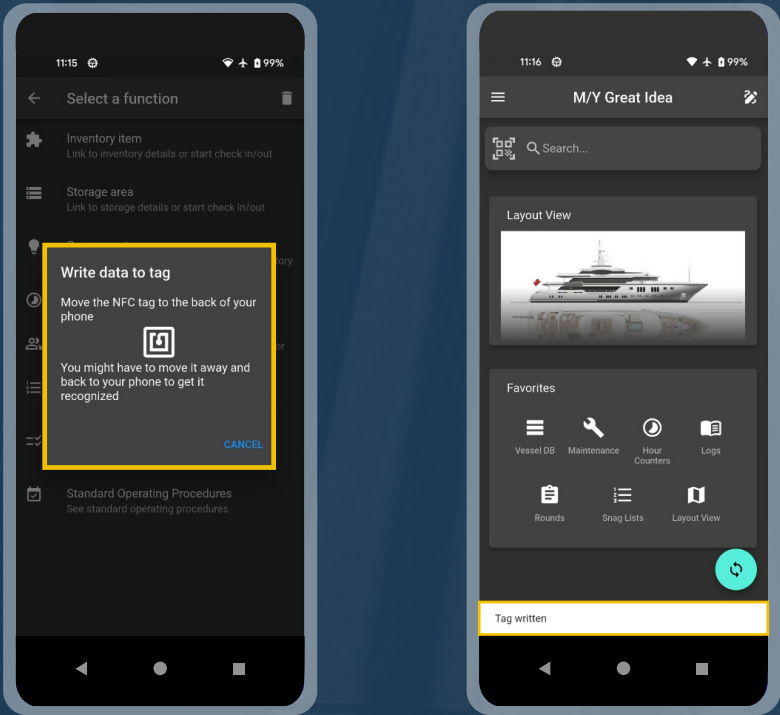 11:15
99%
Select a function
Inventory item
Link to inventory details or start check in/out
Storage area
Link to storage details or start check in/out
tory
Write data to tag
Move the NFC tag to the back of your
phone
or
You might have to move it away and
back to your phone to get it
recognized
CANCEL
Standard Operating Procedures
See standard operating procedures
11:16
99%
M/Y Great Idea
Search...
Layout View
Favorites
Vessel DB
Maintenance
Hour
Counters
Logs
Rounds
Snag Lists
Layout View
Tag written